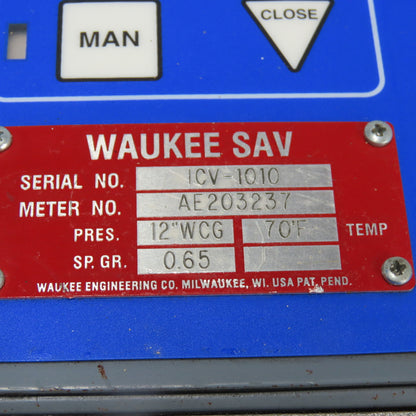 MAN
CLOSE
WAUKEE SAV
SERIAL NO. ICV-1010
METER NO. AE203237
PRES. 12"WCG 70°F TEMP
SP. GR. 0.65
WAUKEE ENGINEERING CO. MILWAUKEE, WI. USA PAT. PEND.